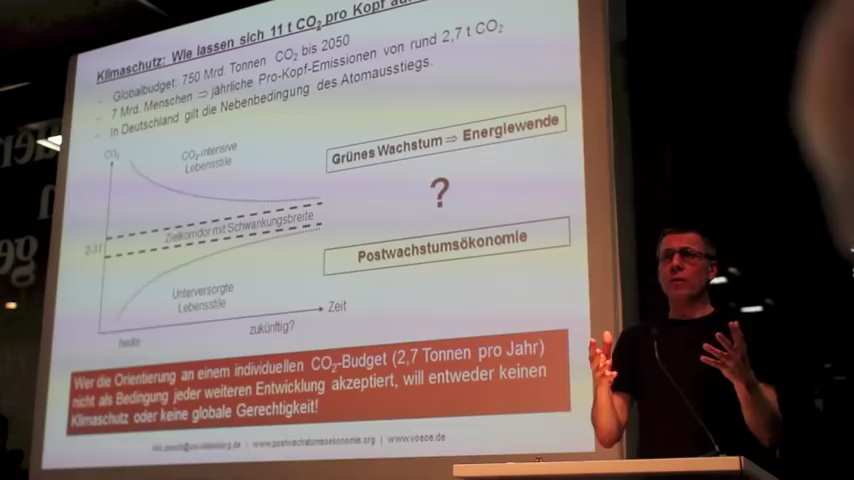 Klimaschutz: Wie lassen sich 11 t CO₂ pro Kopf auf
- Globalbudget: 750 Mrd. Tonnen CO₂ bis 2050
- 7 Mrd. Menschen ⇒ jährliche Pro-Kopf-Emissionen von rund 2,7 t CO₂
- In Deutschland gilt die Nebenbedingung des Atomausstiegs.
CO₂
CO₂-intensive
Lebensstile
Zielkorridor mit Schwankungsbreite
2-3 t
Unterversorgte
Lebensstile
Zeit
heute
zukünftig?
Grünes Wachstum ⇒ Energiewende
?
Postwachstumsökonomie
Wer die Orientierung an einem individuellen CO₂-Budget (2,7 Tonnen pro Jahr)
nicht als Bedingung jeder weiteren Entwicklung akzeptiert, will entweder keinen
Klimaschutz oder keine globale Gerechtigkeit!
| www.postwachstumsoekonomie.org | www.voeoe.de